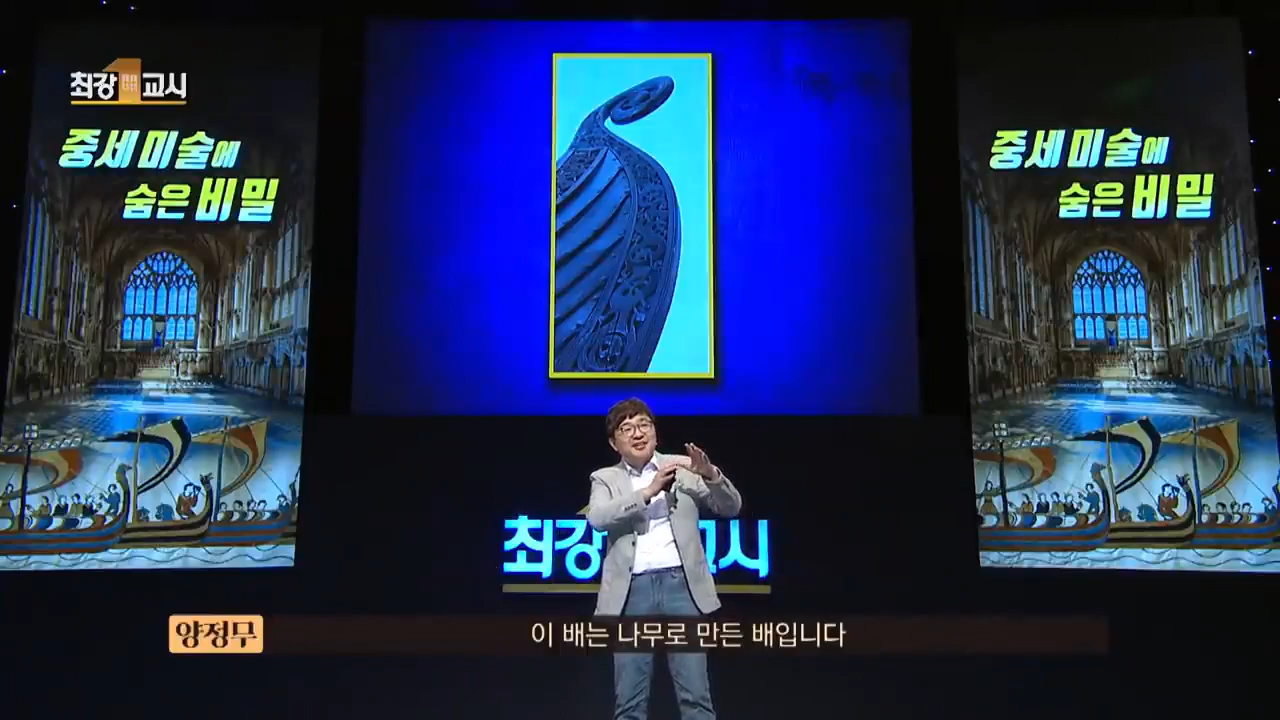 최강1교시
중세 미술에
숨은 비밀
중세 미술에
숨은 비밀
최강 교시
양정무
이 배는 나무로 만든 배입니다